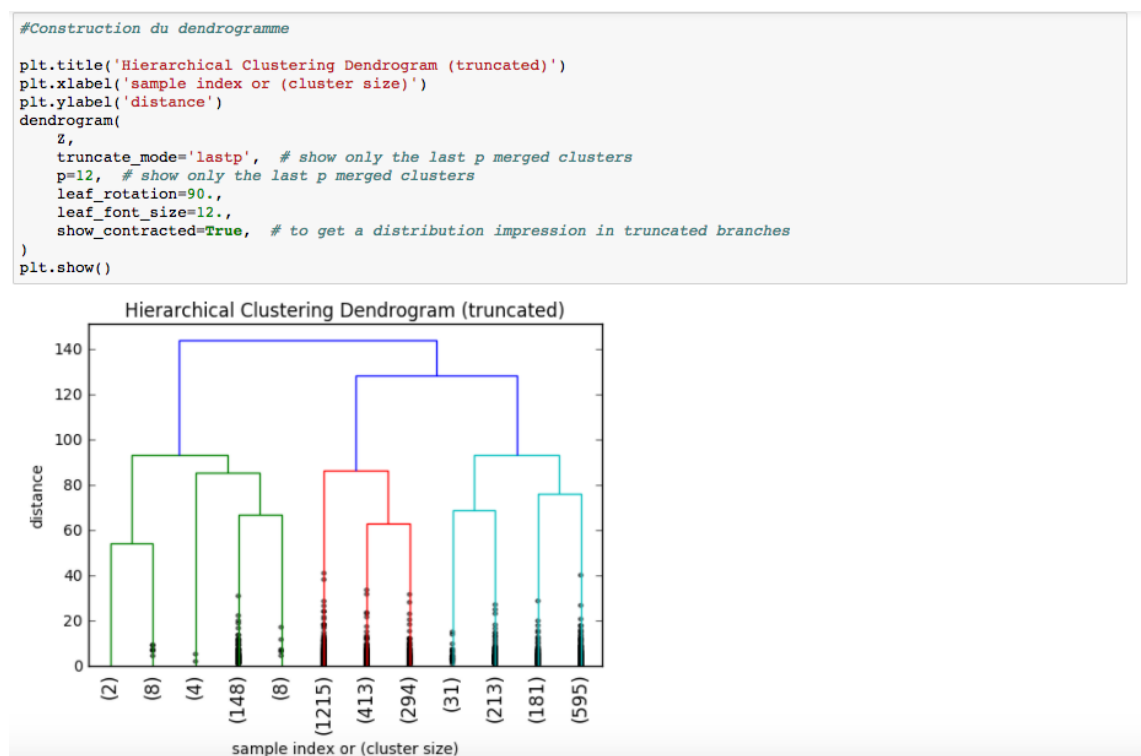 #Construction du dendrogramme
plt.title('Hierarchical Clustering Dendrogram (truncated)')
plt.xlabel('sample index or (cluster size)')
plt.ylabel('distance')
dendrogram(
    Z,
    truncate_mode='lastp',  # show only the last p merged clusters
    p=12,  # show only the last p merged clusters
    leaf_rotation=90.,
    leaf_font_size=12.,
    show_contracted=True,  # to get a distribution impression in truncated branches
)
plt.show()
Hierarchical Clustering Dendrogram (truncated)
140
120
100
80
60
40
20
0
distance
(2) (8) (4) (148) (8) (1215) (413) (294) (31) (213) (181) (595)
sample index or (cluster size)